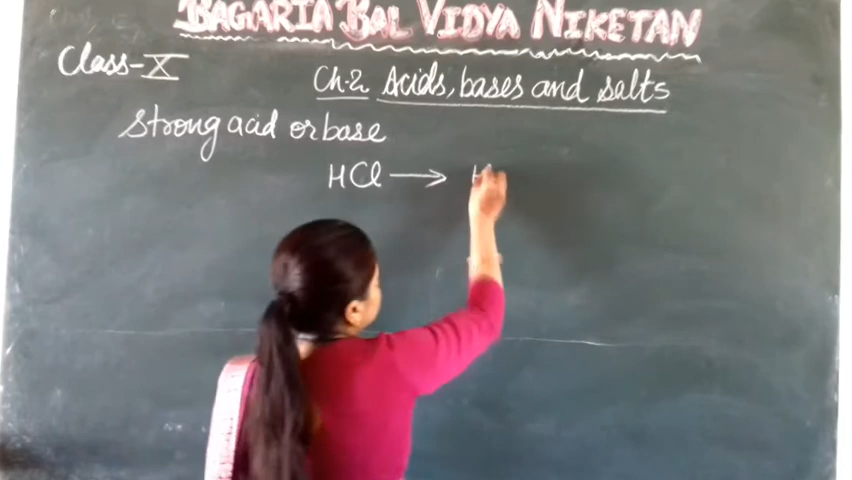 BAGARIA BAL VIDYA NIKETAN
Class-X
Ch-2 Acids, bases and salts
Strong acid or base
HCl → H